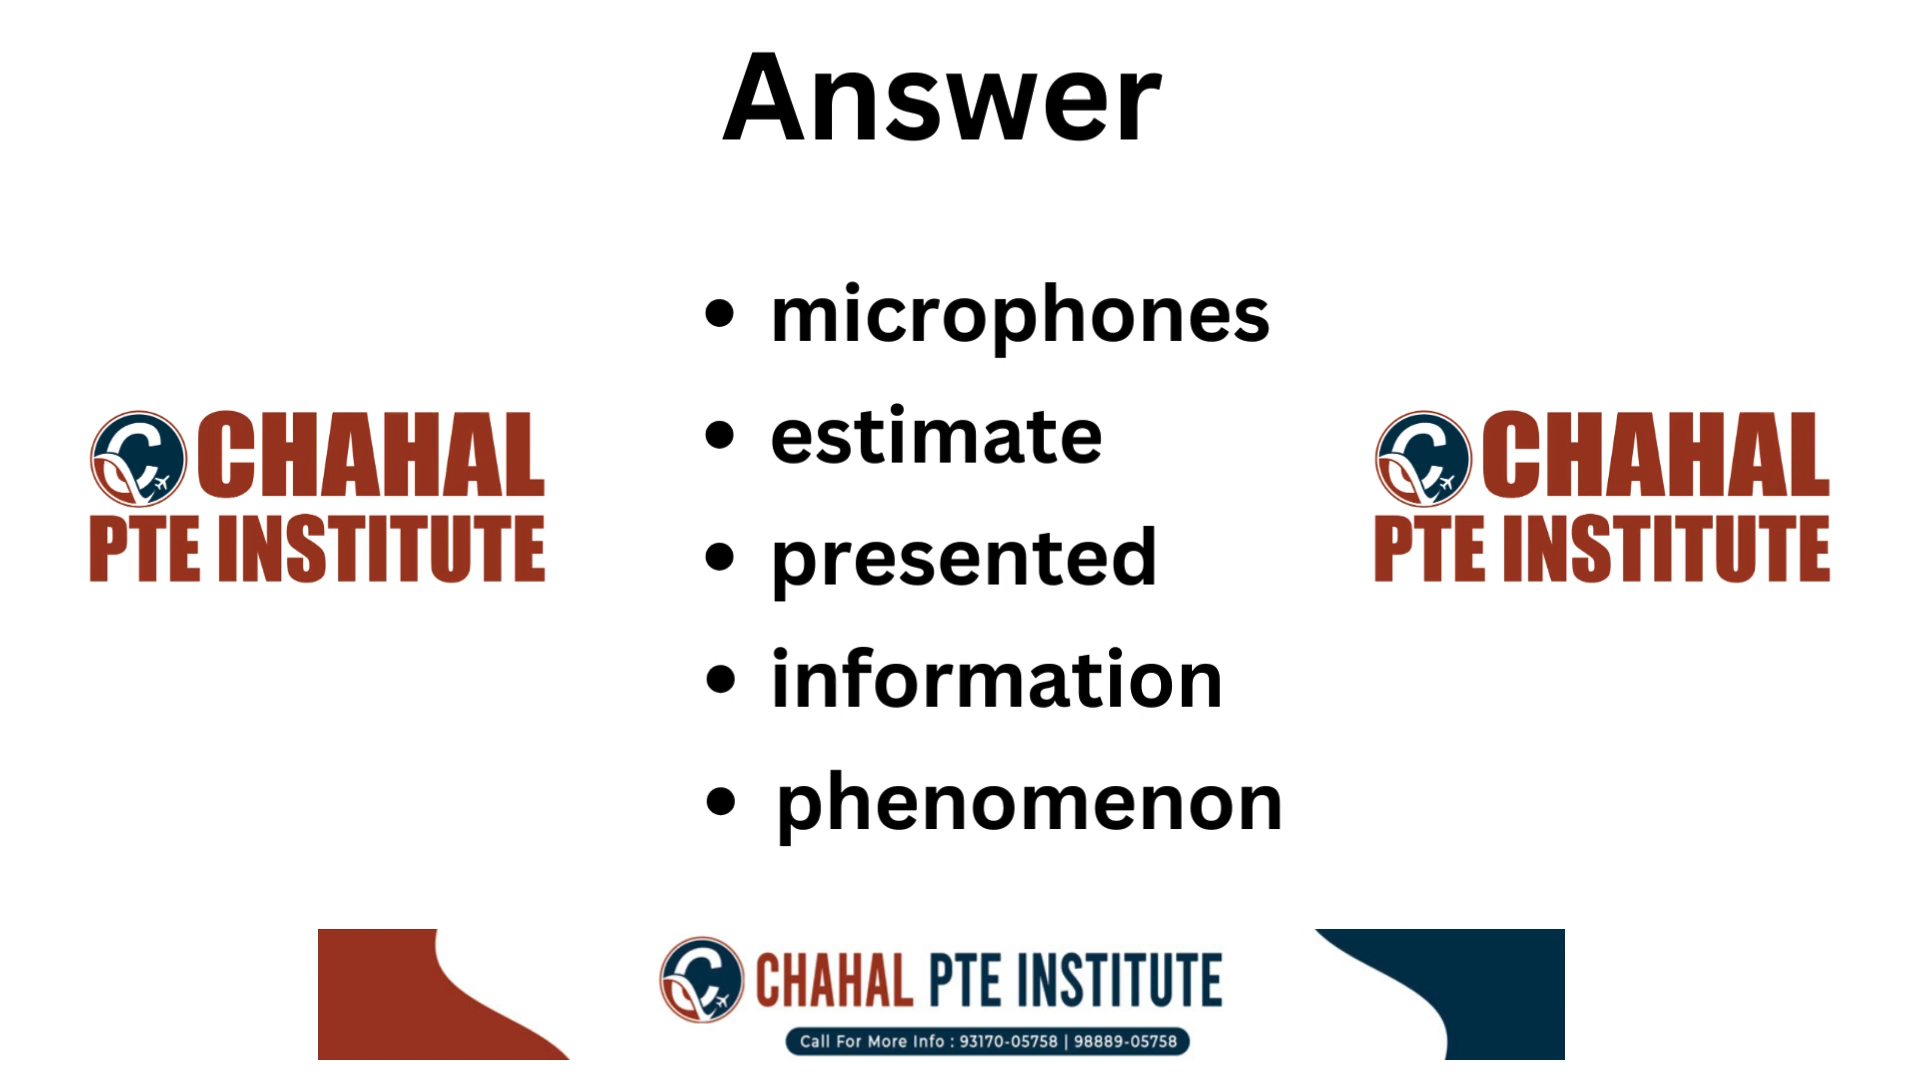 Answer
• microphones
• estimate
• presented
• information
• phenomenon
CHAHAL
PTE INSTITUTE
CHAHAL
PTE INSTITUTE
CHAHAL PTE INSTITUTE
Call For More Info : 93170-05758 | 98889-05758